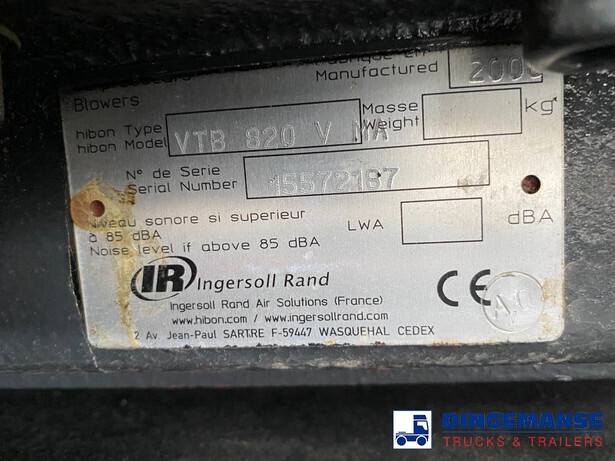 Manufactured
Blowers
hibon Type
hibon Model VTB 820 V MA
Masse
Weight kg
N° de Serie
Serial Number 15572187
Niveau sonore si superieur
à 85 dBA
Noise level if above 85 dBA
LWA dBA
IR Ingersoll Rand
CE
Ingersoll Rand Air Solutions (France)
www.hibon.com / www.ingersollrand.com
2 Av. Jean-Paul SARTRE F-59447 WASQUEHAL CEDEX
DINGEMANSE
TRUCKS & TRAILERS